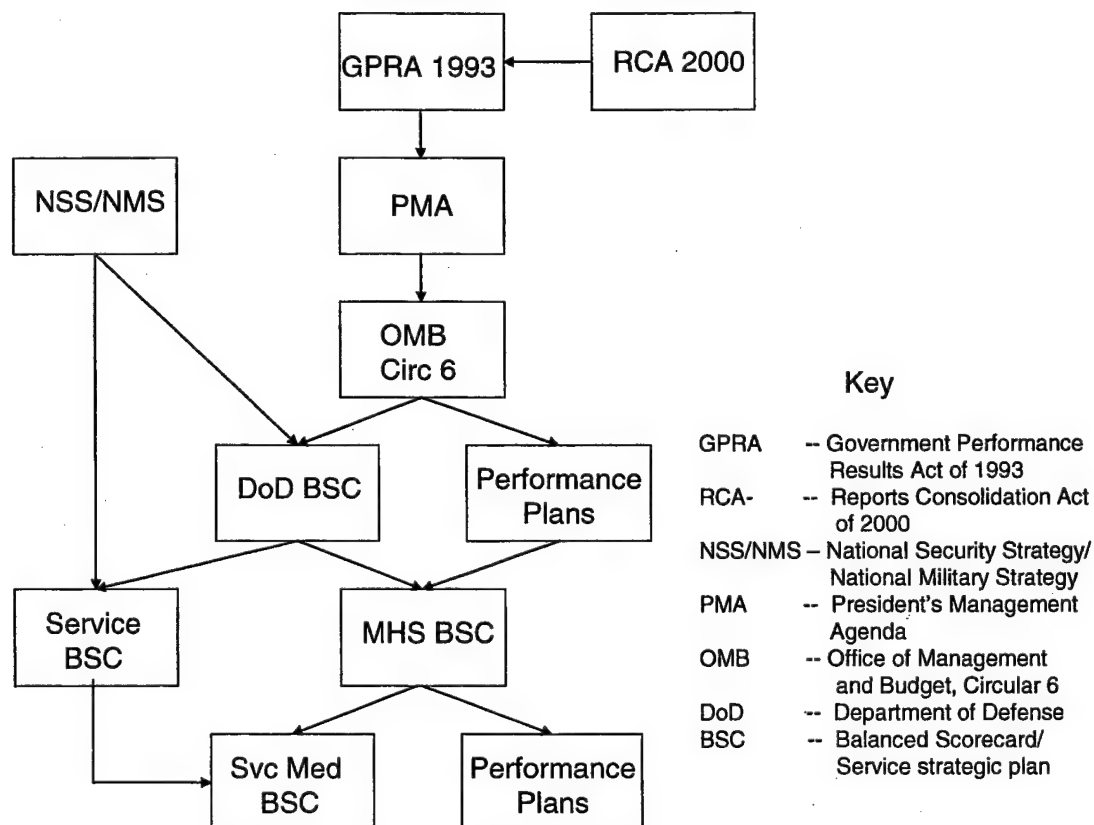 GPRA 1993
RCA 2000
NSS/NMS
PMA
OMB
Circ 6
DoD BSC
Performance
Plans
Service
BSC
MHS BSC
Svc Med
BSC
Performance
Plans
Key
GPRA -- Government Performance
Results Act of 1993
RCA- -- Reports Consolidation Act
of 2000
NSS/NMS – National Security Strategy/
National Military Strategy
PMA -- President's Management
Agenda
OMB -- Office of Management
and Budget, Circular 6
DoD -- Department of Defense
BSC -- Balanced Scorecard/
Service strategic plan